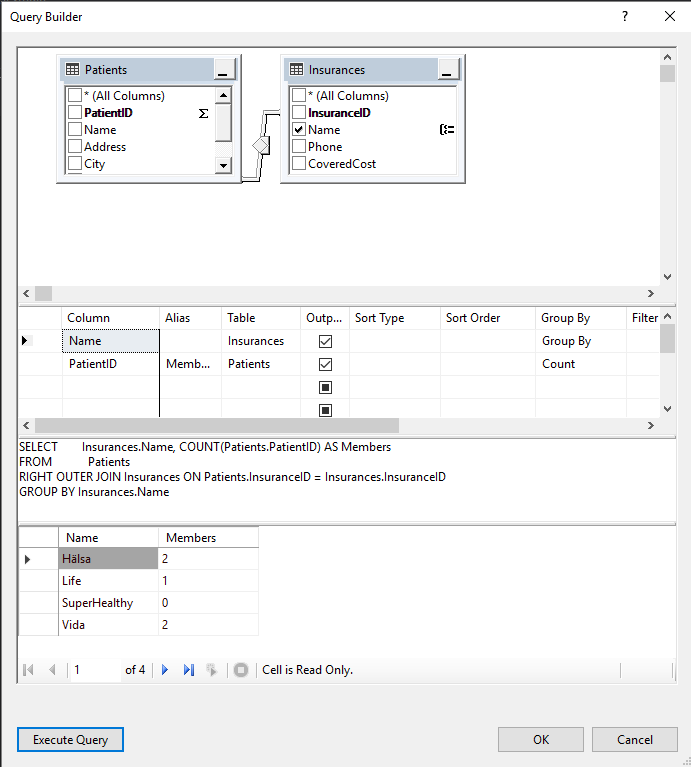 Query Builder
?
Patients
* (All Columns)
PatientID Σ
Name
Address
City
Insurances
* (All Columns)
InsuranceID
Name
Phone
CoveredCost
Column Alias Table Outp... Sort Type Sort Order Group By Filter
Name Insurances Group By
PatientID Memb... Patients Count
SELECT Insurances.Name, COUNT(Patients.PatientID) AS Members
FROM Patients
RIGHT OUTER JOIN Insurances ON Patients.InsuranceID = Insurances.InsuranceID
GROUP BY Insurances.Name
Name Members
Hälsa 2
Life 1
SuperHealthy 0
Vida 2
1 of 4 Cell is Read Only.
Execute Query OK Cancel